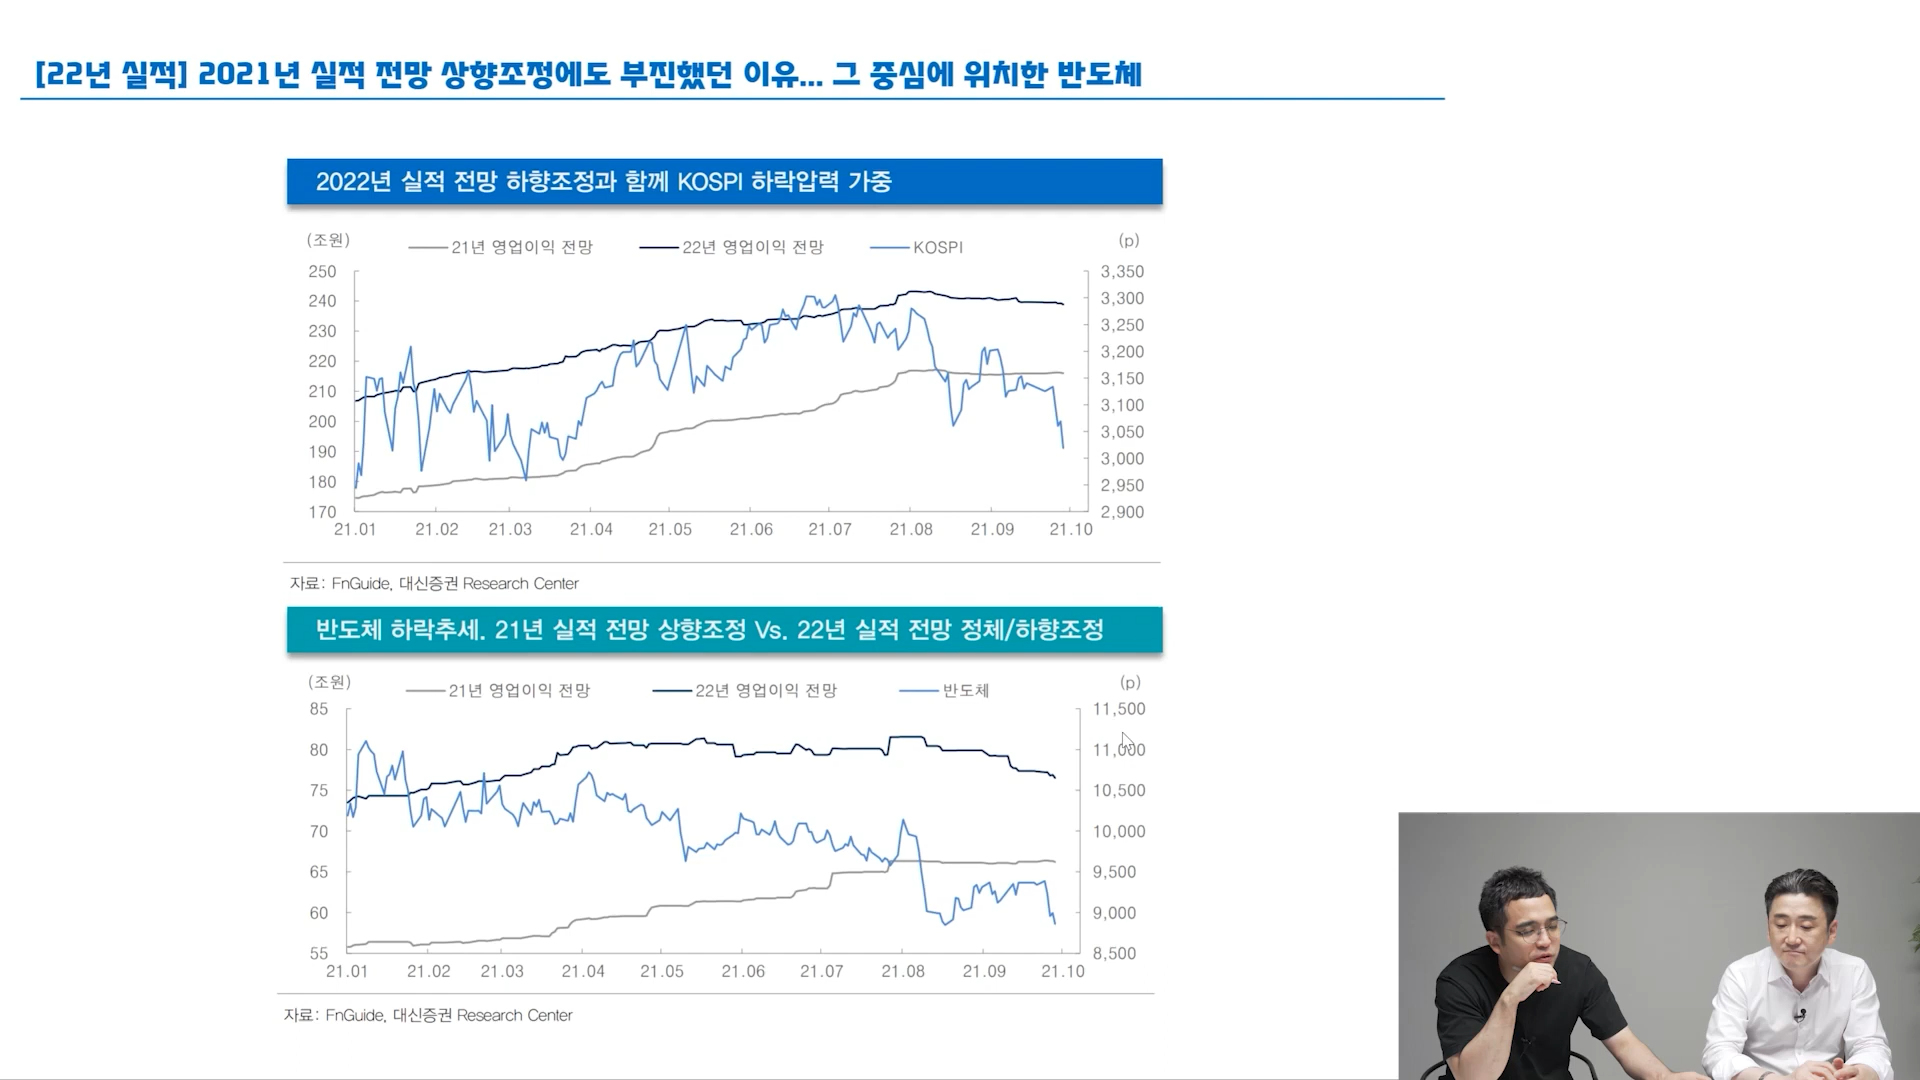 [22년 실적] 2021년 실적 전망 상향조정에도 부진했던 이유... 그 중심에 위치한 반도체
2022년 실적 전망 하향조정과 함께 KOSPI 하락압력 가중
(조원) 21년 영업이익 전망 22년 영업이익 전망 KOSPI (p)
250 3,350
240 3,300
230 3,250
220 3,200
210 3,150
200 3,100
190 3,050
180 3,000
170 2,950
2,900
21.01 21.02 21.03 21.04 21.05 21.06 21.07 21.08 21.09 21.10
자료: FnGuide, 대신증권 Research Center
반도체 하락추세. 21년 실적 전망 상향조정 Vs. 22년 실적 전망 정체/하향조정
(조원) 21년 영업이익 전망 22년 영업이익 전망 반도체 (p)
85 11,500
80 11,000
75 10,500
70 10,000
65 9,500
60 9,000
55 8,500
21.01 21.02 21.03 21.04 21.05 21.06 21.07 21.08 21.09 21.10
자료: FnGuide, 대신증권 Research Center